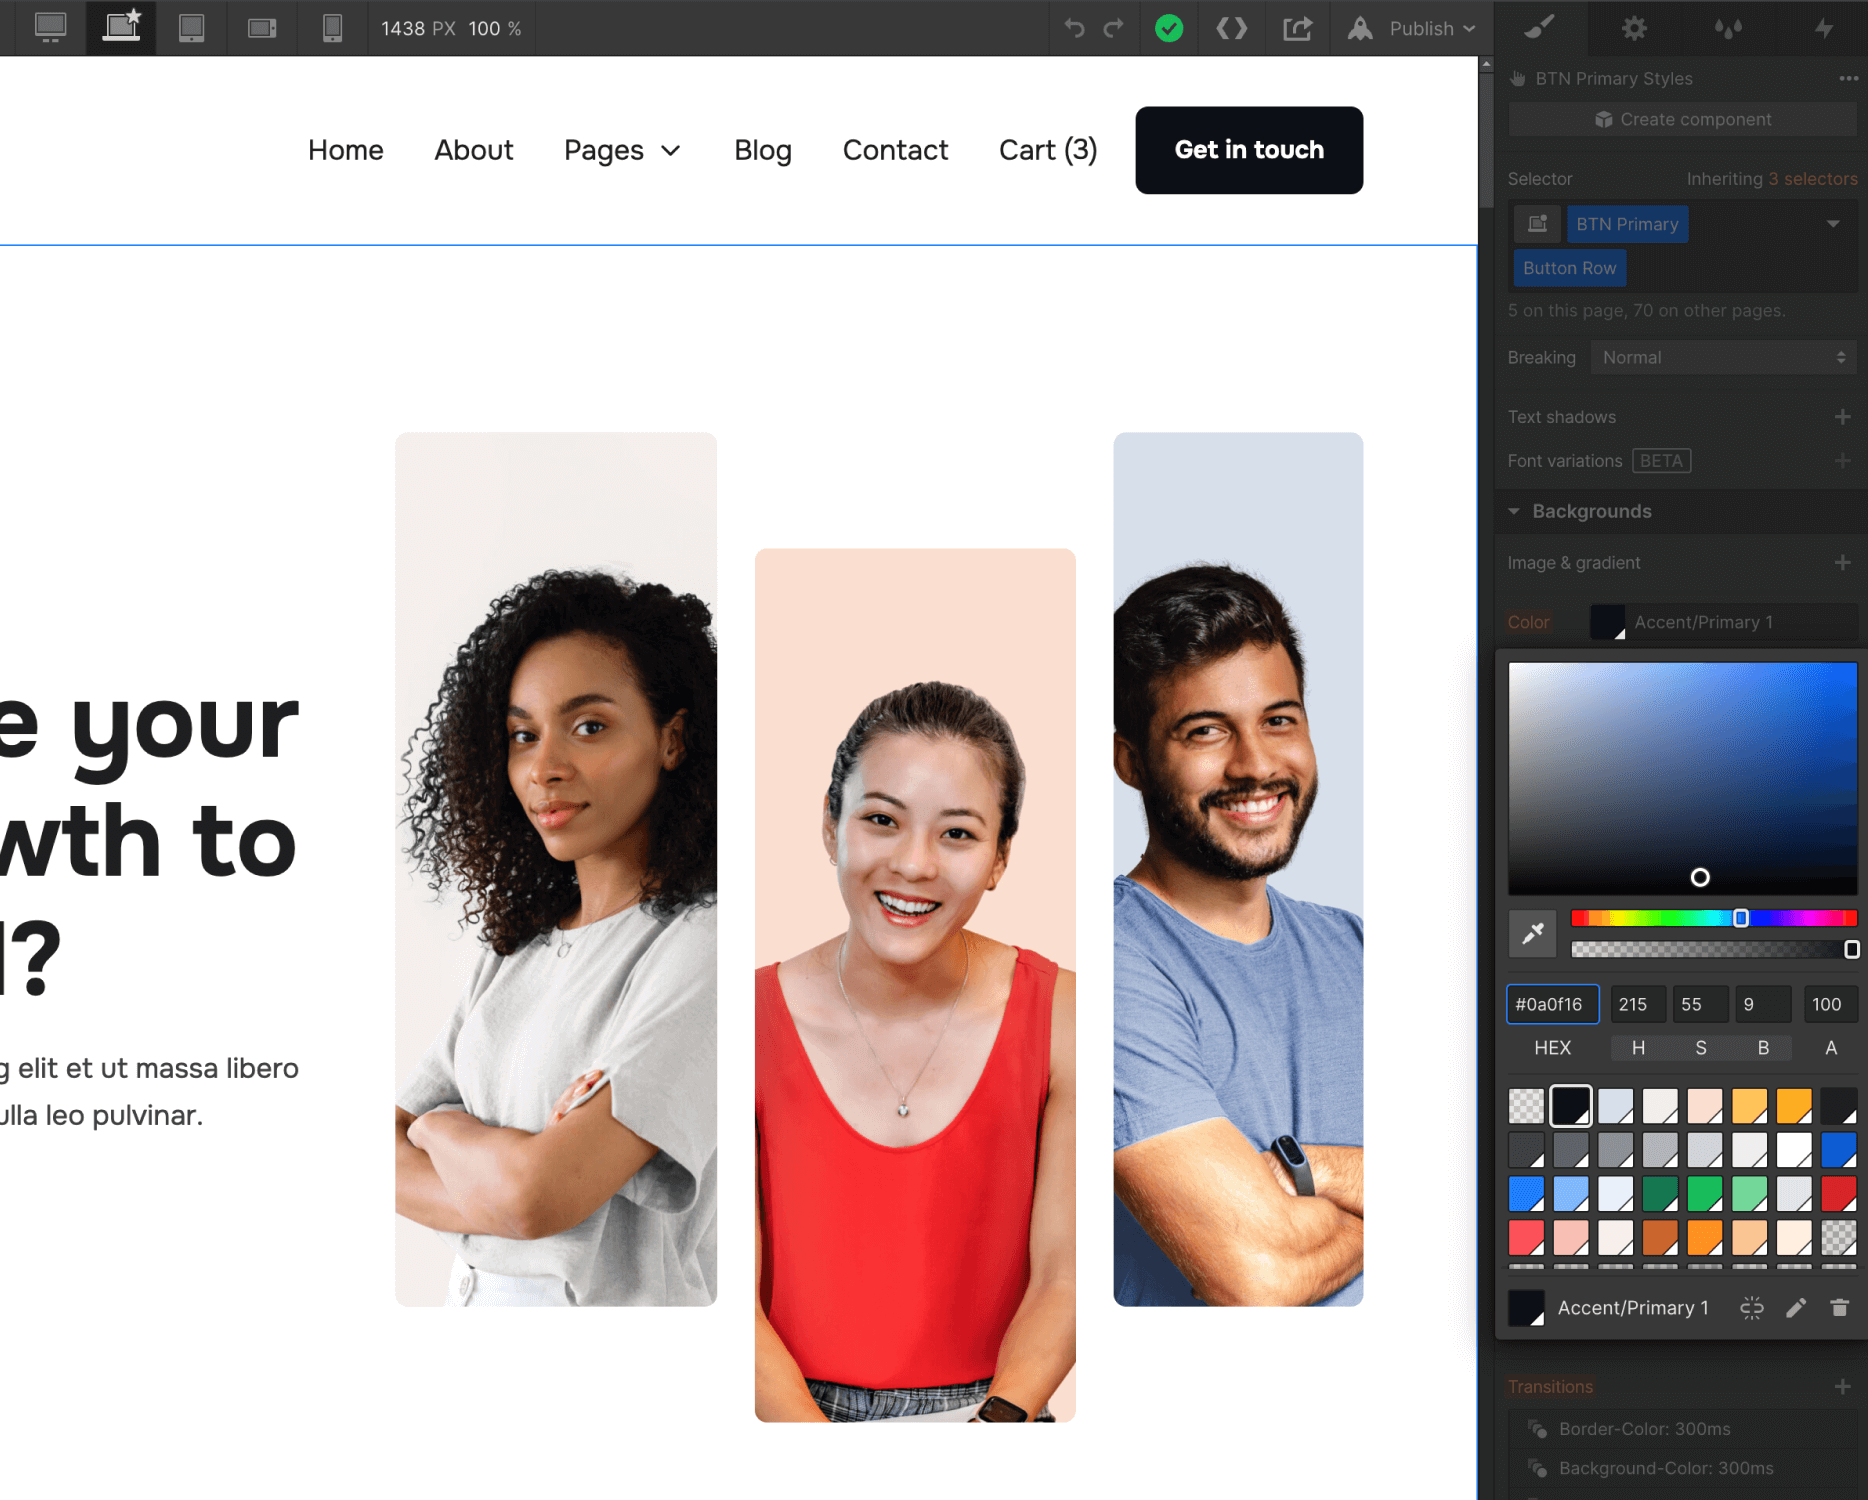 1438 PX 100 %
Publish
Home
About
Pages
Blog
Contact
Cart (3)
Get in touch
e your
wth to
l?
g elit et ut massa libero
ulla leo pulvinar.
BTN Primary Styles
Create component
Selector
Inheriting 3 selectors
BTN Primary
Button Row
5 on this page, 70 on other pages.
Breaking
Normal
Text shadows
Font variations BETA
Backgrounds
Image & gradient
Color
Accent/Primary 1
#0a0f16 215 55 9 100
HEX H S B A
Accent/Primary 1
Transitions
Border-Color: 300ms
Background-Color: 300ms